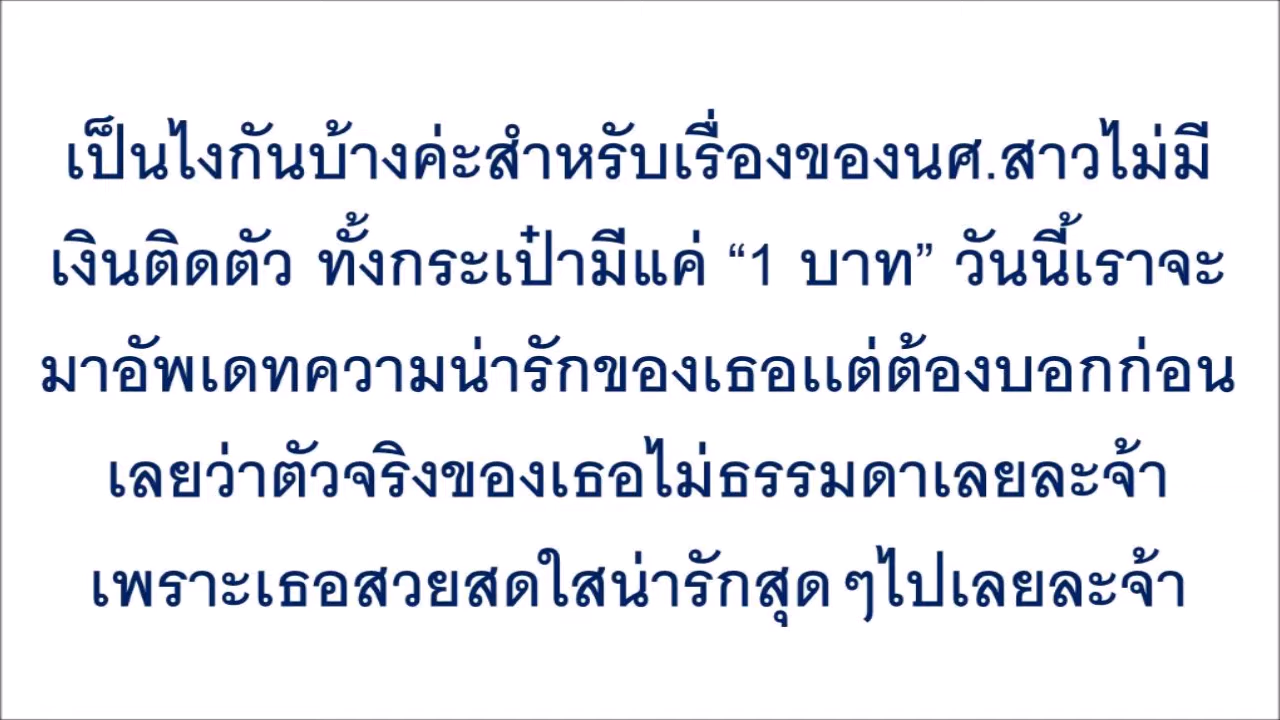 เป็นไงกันบ้างค่ะสำหรับเรื่องของนศ.สาวไม่มี
เงินติดตัว ทั้งกระเป๋ามีแค่ “1 บาท” วันนี้เราจะ
มาอัพเดทความน่ารักของเธอแต่ต้องบอกก่อน
เลยว่าตัวจริงของเธอไม่ธรรมดาเลยละจ้า
เพราะเธอสวยสดใสน่ารักสุดๆไปเลยละจ้า